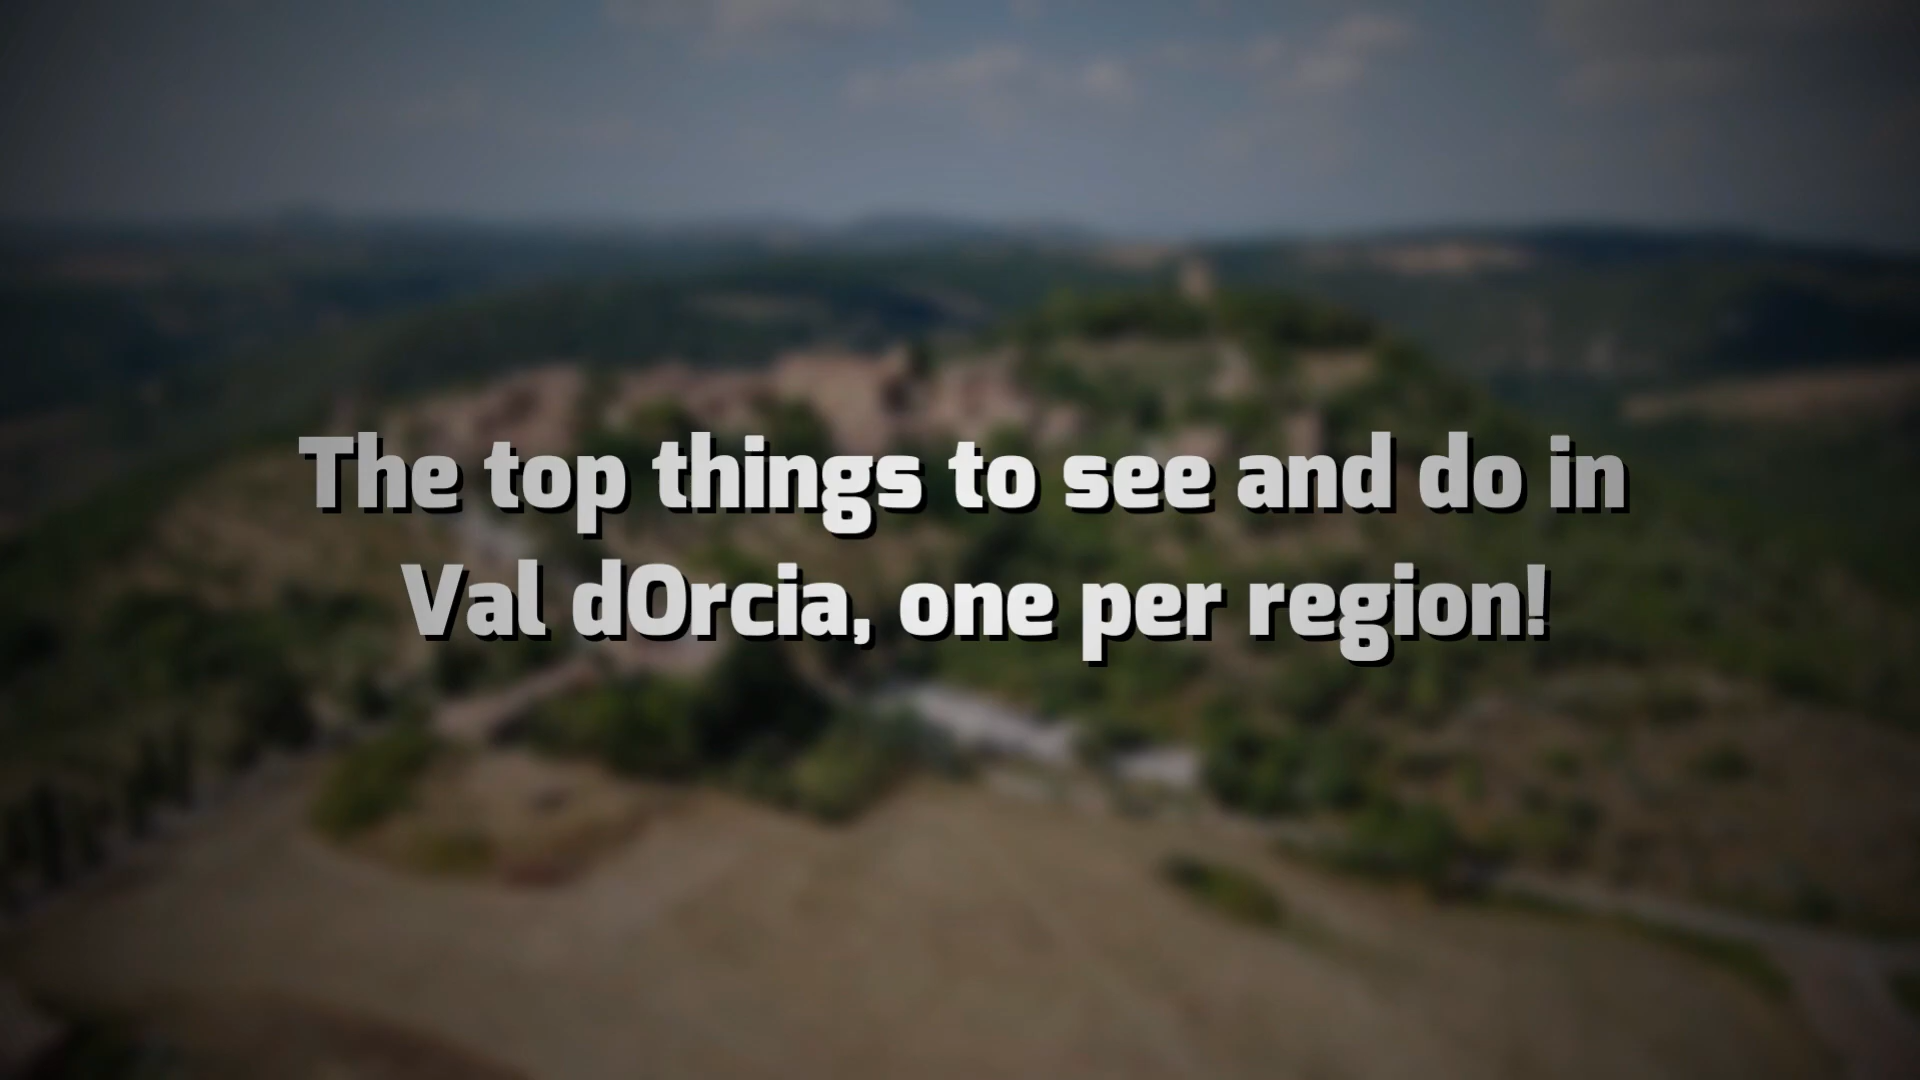 The top things to see and do in
Val dOrcia, one per region!